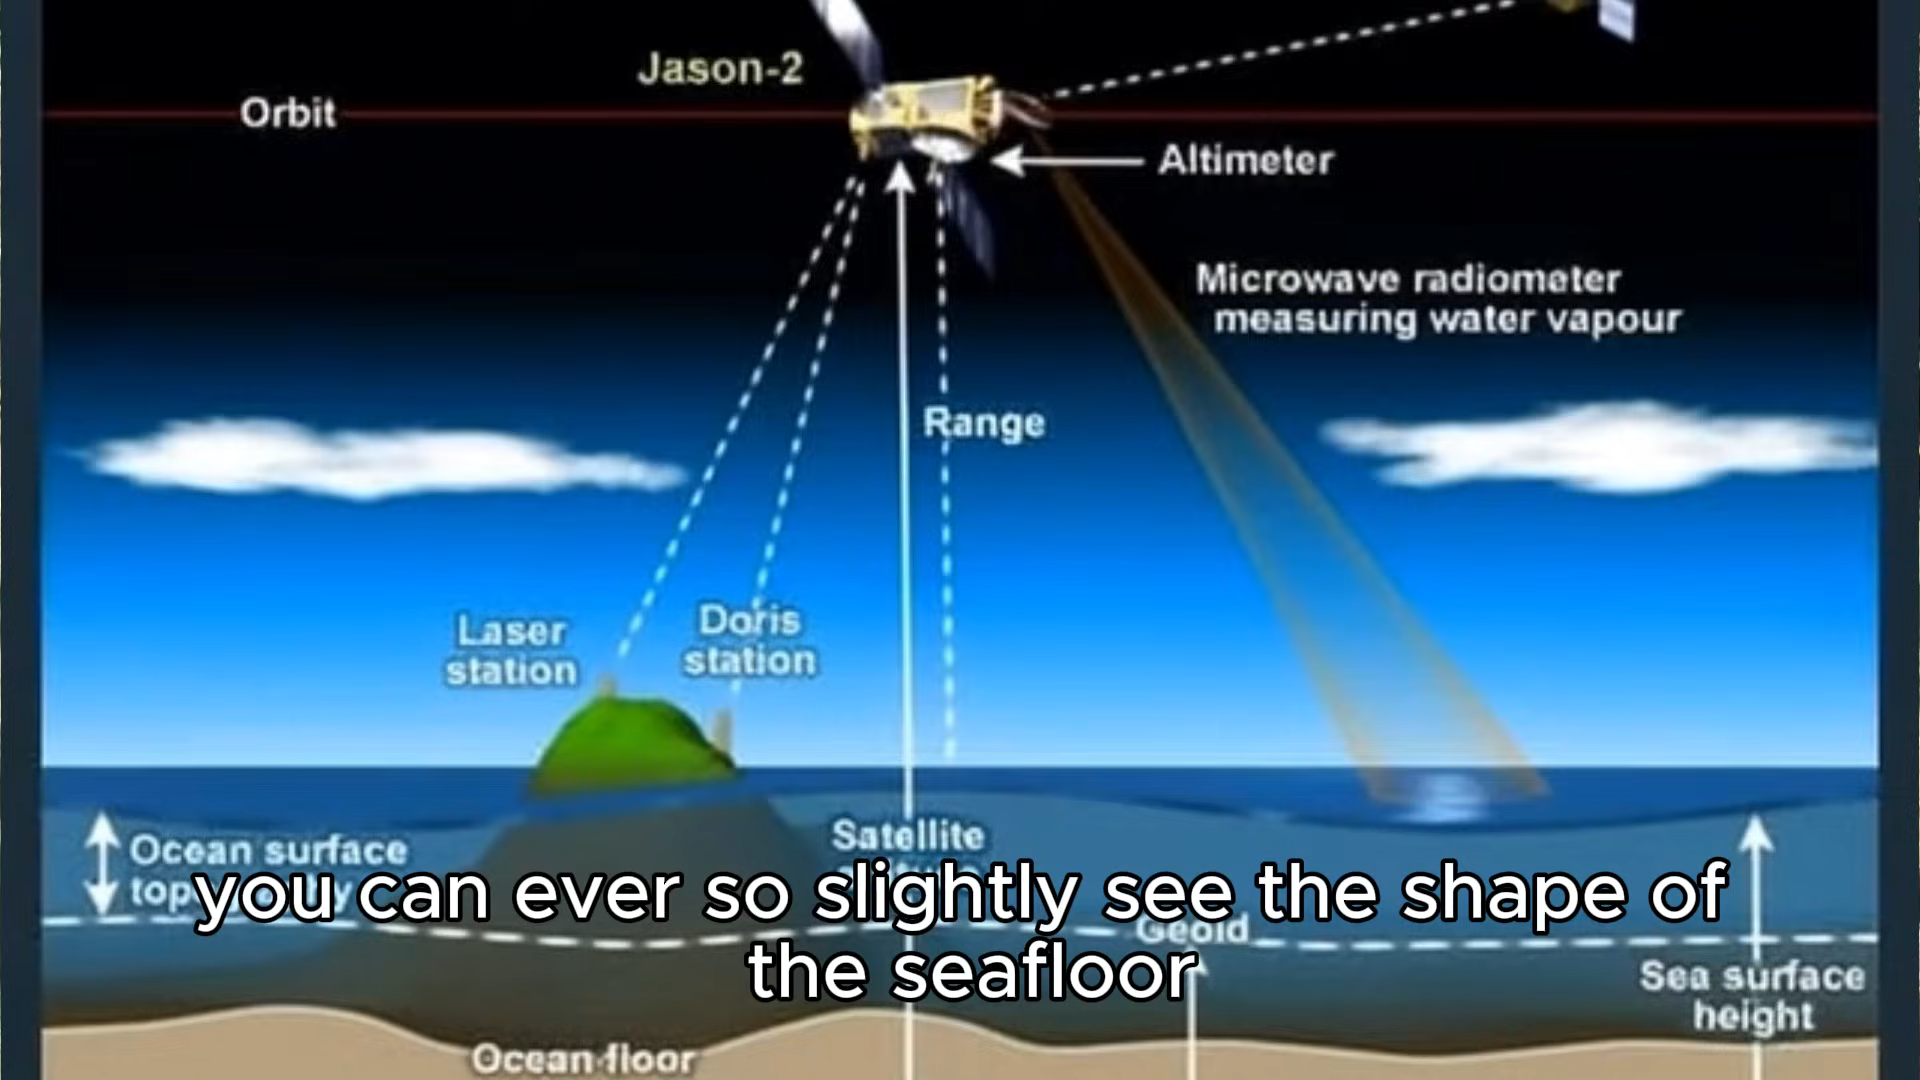 Jason-2
Orbit
Altimeter
Microwave radiometer
measuring water vapour
Range
Laser
station
Doris
station
Ocean surface
Satellite
you can ever so slightly see the shape of
the seafloor
Geoid
Sea surface
height
Ocean floor